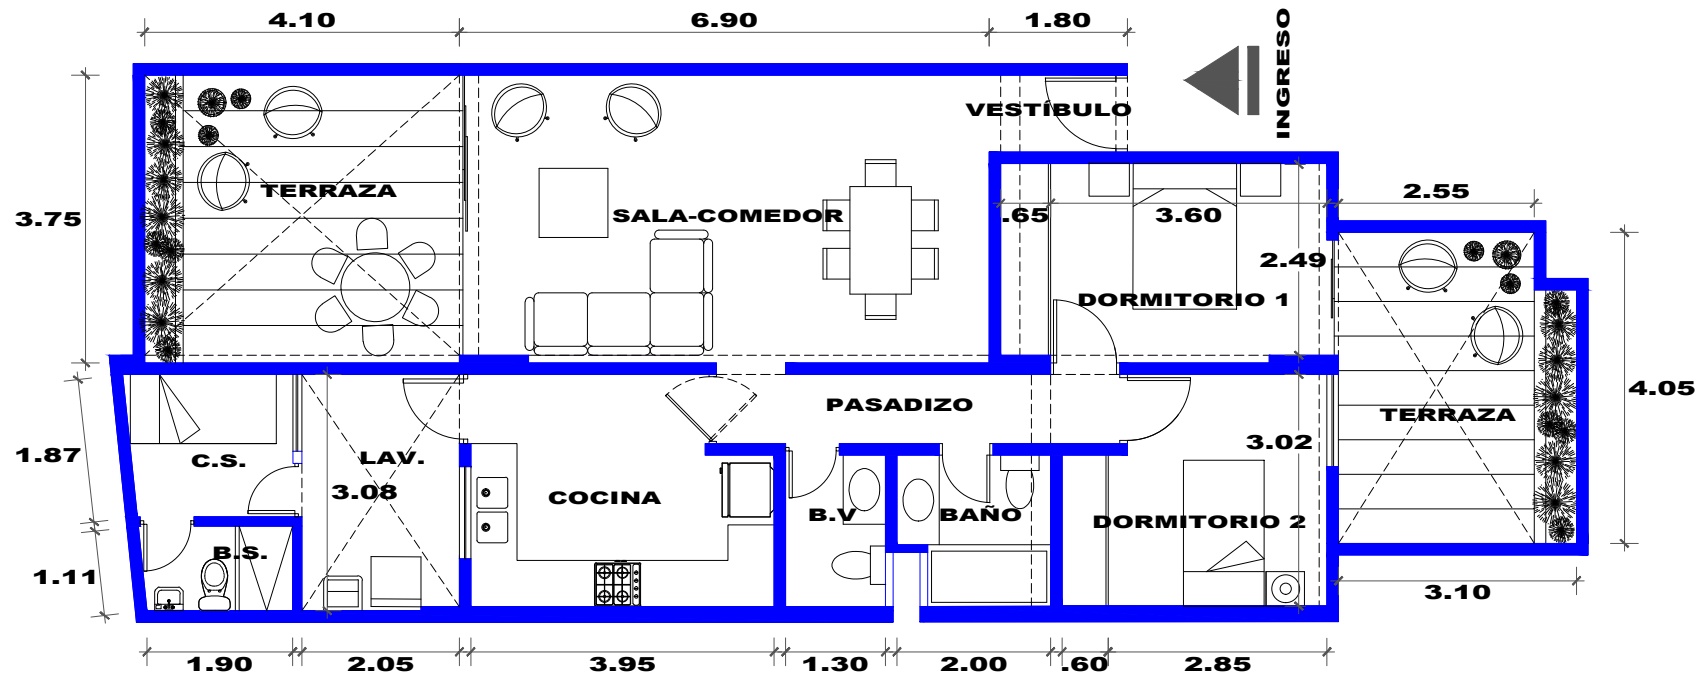 4.10
6.90
1.80
INGRESO
VESTÍBULO
TERRAZA
3.75
SALA-COMEDOR
.65
3.60
2.55
2.49
DORMITORIO 1
4.05
PASADIZO
TERRAZA
1.87
C.S.
LAV.
3.02
3.08
COCINA
B.V
BAÑO
DORMITORIO 2
B.S.
1.11
3.10
1.90
2.05
3.95
1.30
2.00
.60
2.85